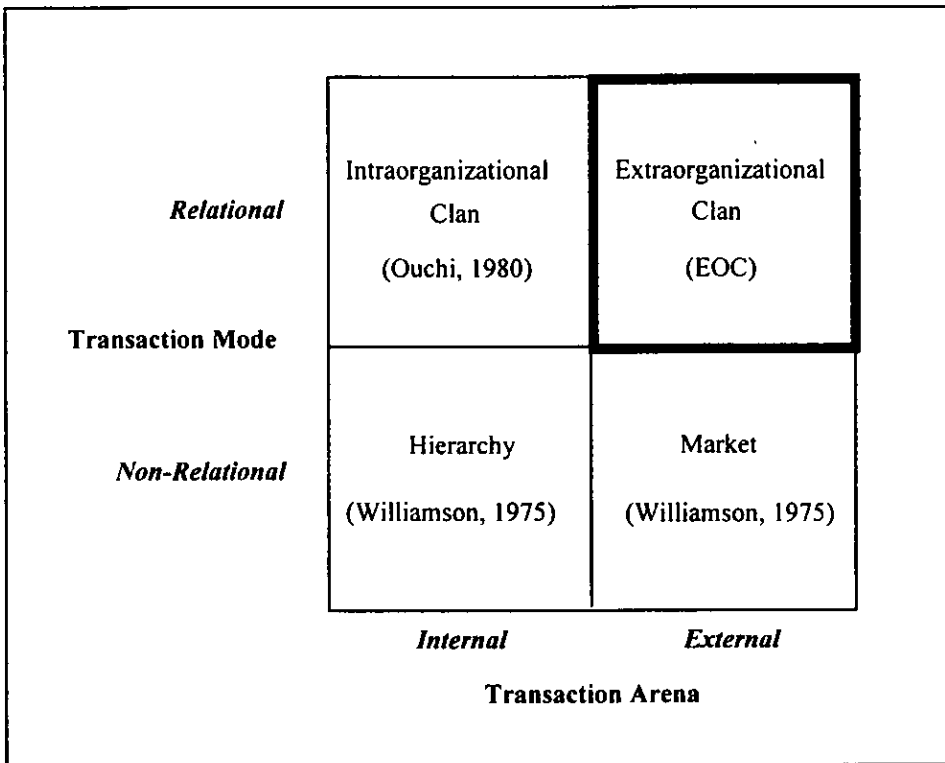 Intraorganizational
Clan
(Ouchi, 1980)
Extraorganizational
Clan
(EOC)
Relational
Transaction Mode
Non-Relational
Hierarchy
(Williamson, 1975)
Market
(Williamson, 1975)
Internal
External
Transaction Arena